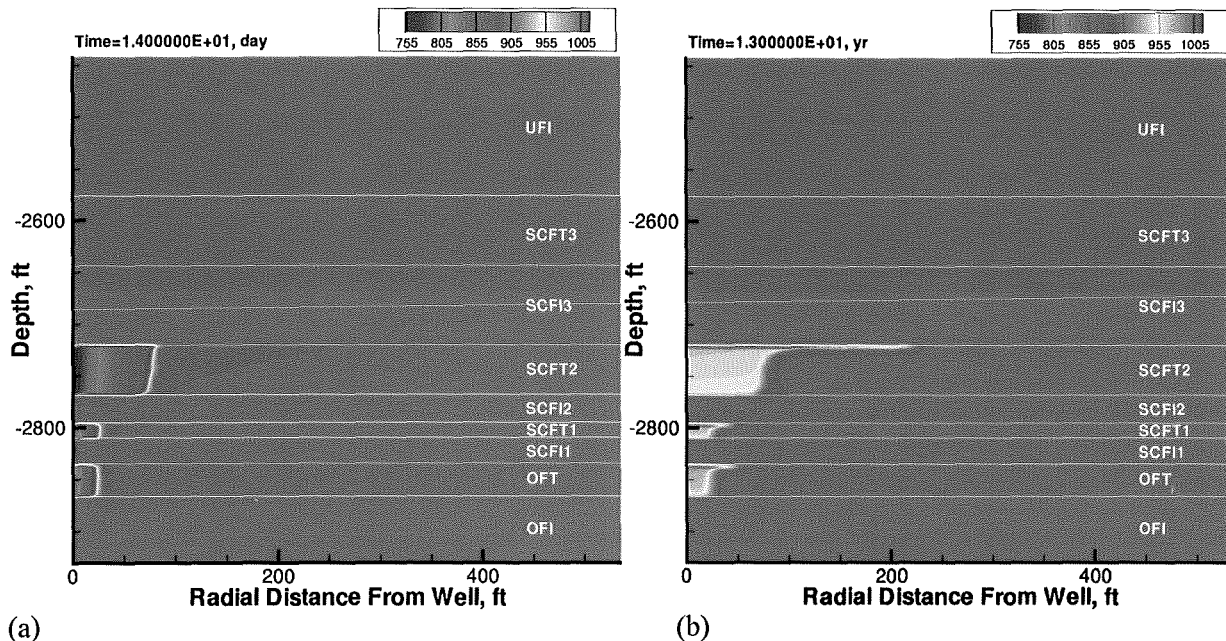 755 805 855 905 955 1005
Time=1.400000E+01, day
UFI
SCFT3
SCFI3
SCFT2
SCFI2
SCFT1
SCFI1
OFT
OFI
-2600
-2800
Depth, ft
0 200 400
Radial Distance From Well, ft
(a)
755 805 855 905 955 1005
Time=1.300000E+01, yr
UFI
SCFT3
SCFI3
SCFT2
SCFI2
SCFT1
SCFI1
OFT
OFI
-2600
-2800
Depth, ft
0 200 400
Radial Distance From Well, ft
(b)